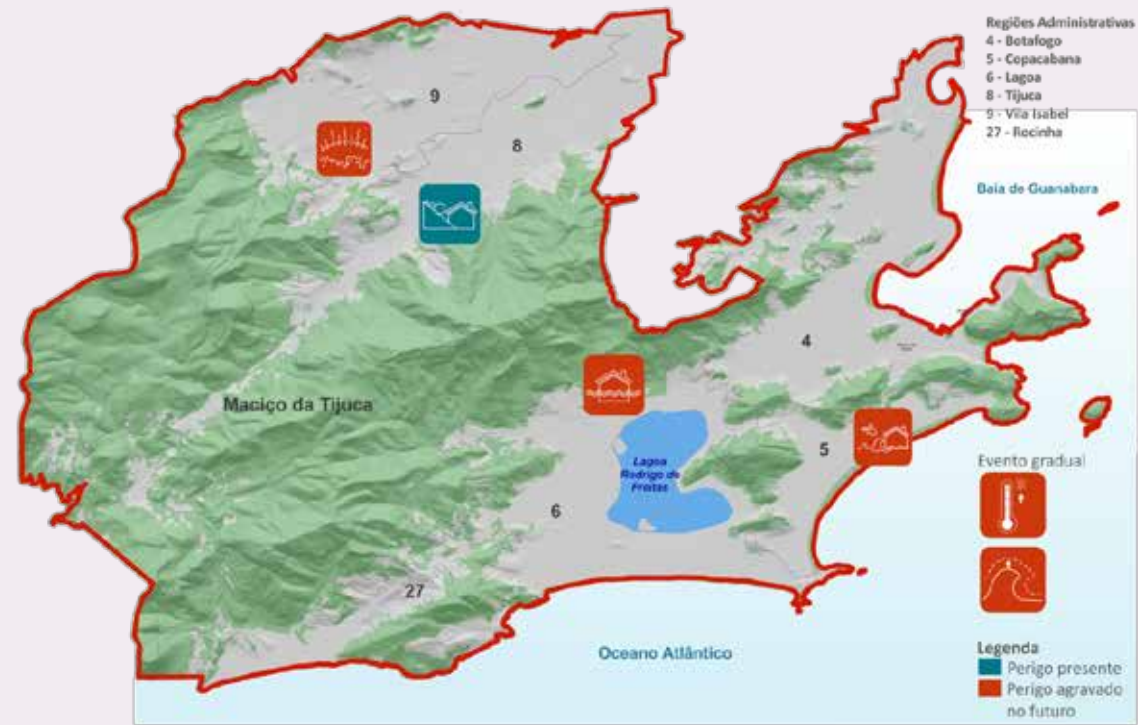 Regiões Administrativas
4 - Botafogo
5 - Copacabana
6 - Lagoa
8 - Tijuca
9 - Vila Isabel
27 - Rocinha
9
8
Baia de Guanabara
4
Maciço da Tijuca
5
Lagoa
Rodrigo de
Freitas
Evento gradual
6
27
Oceano Atlântico
Legenda
Perigo presente
Perigo agravado
no futuro